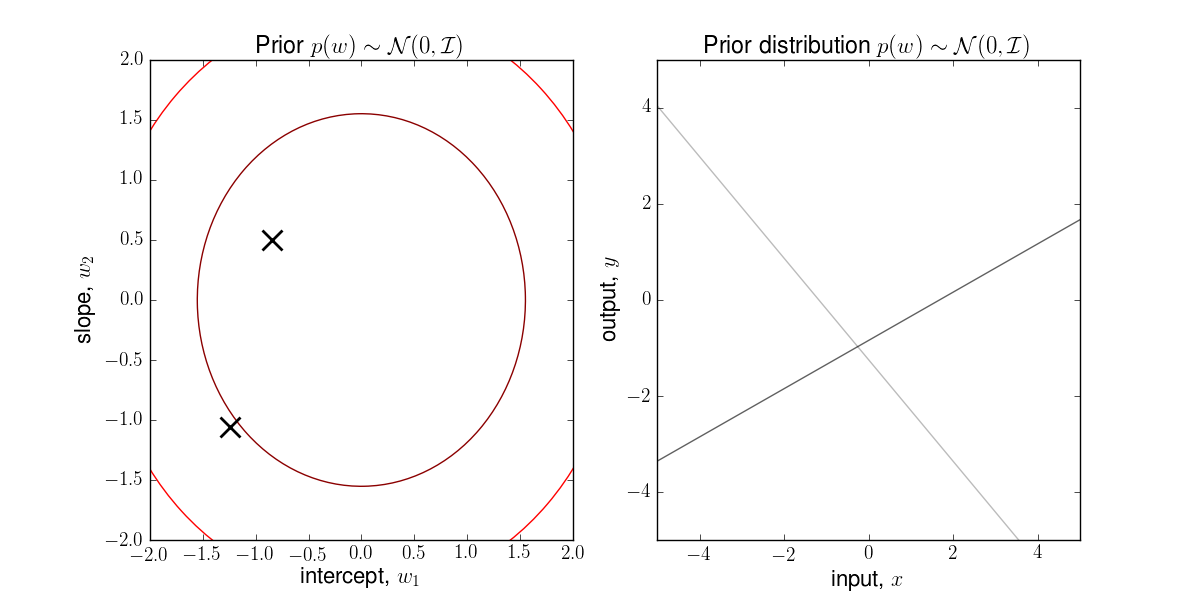 Prior p(w) ∼ 𝒩(0, ℐ)
2.0
1.5
1.0
0.5
0.0
−0.5
−1.0
−1.5
−2.0
slope, w₂
−2.0 −1.5 −1.0 −0.5 0.0 0.5 1.0 1.5 2.0
intercept, w₁
Prior distribution p(w) ∼ 𝒩(0, ℐ)
4
2
0
−2
−4
output, y
−4 −2 0 2 4
input, x